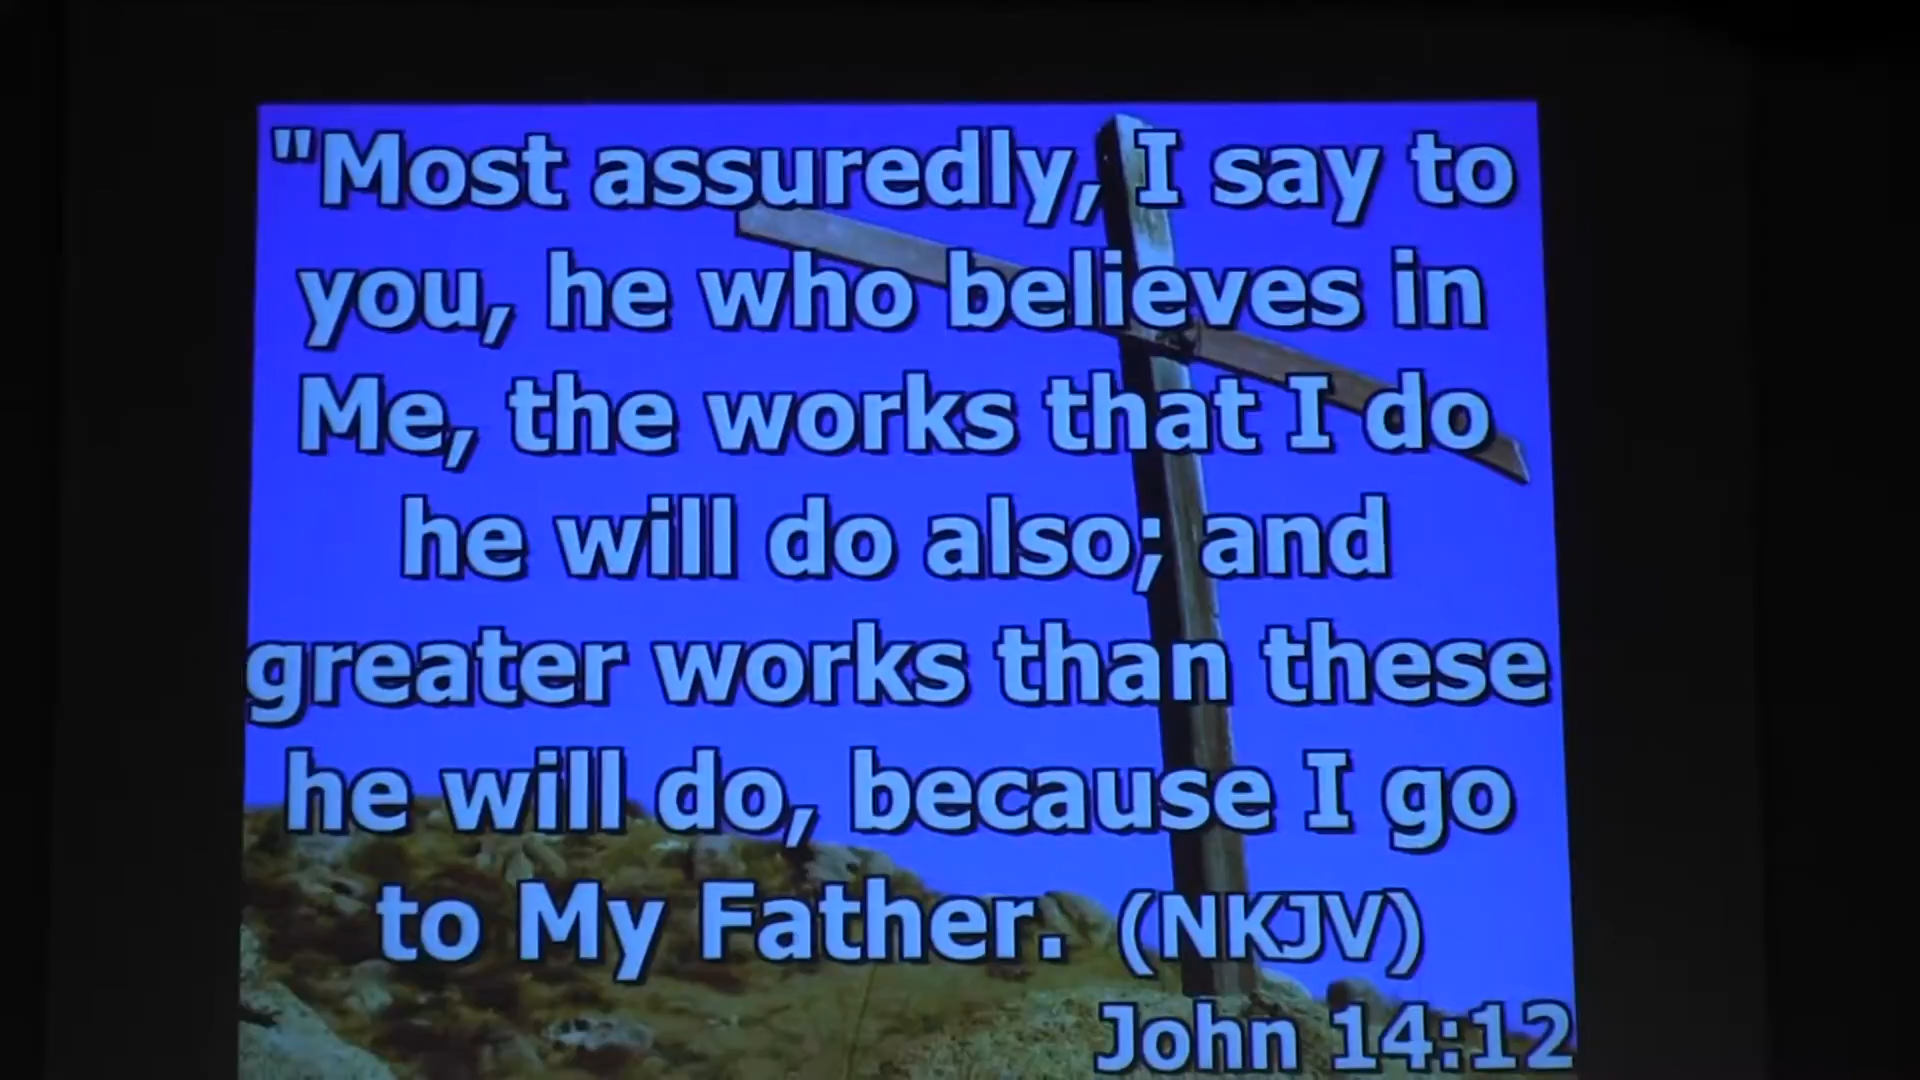 "Most assuredly, I say to
you, he who believes in
Me, the works that I do
he will do also; and
greater works than these
he will do, because I go
to My Father. (NKJV)
John 14:12